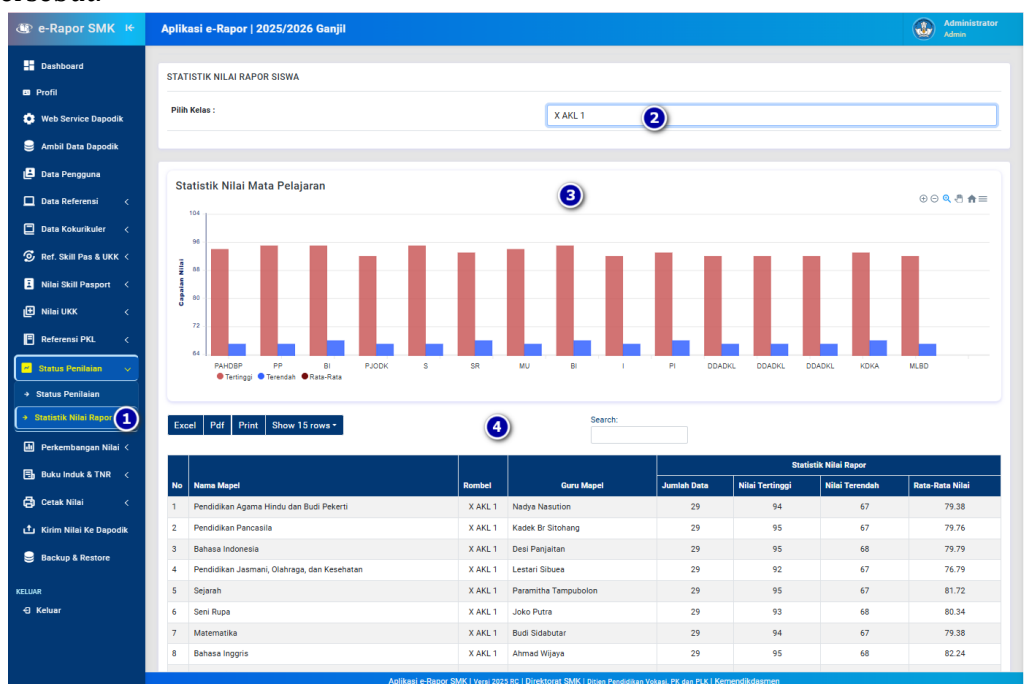 e-Rapor SMK
Aplikasi e-Rapor | 2025/2026 Ganjil
Administrator
Admin
Dashboard
Profil
Web Service Dapodik
Ambil Data Dapodik
Data Pengguna
Data Referensi
Data Kokurikuler
Ref. Skill Pas & UKK
Nilai Skill Pasport
Nilai UKK
Referensi PKL
Status Penilaian
Status Penilaian
Statistik Nilai Rapor 1
Perkembangan Nilai
Buku Induk & TNR
Cetak Nilai
Kirim Nilai Ke Dapodik
Backup & Restore
KELUAR
Keluar
STATISTIK NILAI RAPOR SISWA
Pilih Kelas :
X AKL 1 2
Statistik Nilai Mata Pelajaran
3
104
96
88
80
72
64
Capaian Nilai
PAHDBP PP BI PJODK S SR MU BI I PI DDADKL DDADKL DDADKL KDKA MLBD
Tertinggi Terendah Rata-Rata
Excel Pdf Print Show 15 rows
4
Search:
Statistik Nilai Rapor
No Nama Mapel Rombel Guru Mapel Jumlah Data Nilai Tertinggi Nilai Terendah Rata-Rata Nilai
1 Pendidikan Agama Hindu dan Budi Pekerti X AKL 1 Nadya Nasution 29 94 67 79.38
2 Pendidikan Pancasila X AKL 1 Kadek Br Sitohang 29 95 67 79.76
3 Bahasa Indonesia X AKL 1 Desi Panjaitan 29 95 68 79.79
4 Pendidikan Jasmani, Olahraga, dan Kesehatan X AKL 1 Lestari Sibuea 29 92 67 76.79
5 Sejarah X AKL 1 Paramitha Tampubolon 29 95 67 81.72
6 Seni Rupa X AKL 1 Joko Putra 29 93 68 80.34
7 Matematika X AKL 1 Budi Sidabutar 29 94 67 79.38
8 Bahasa Inggris X AKL 1 Ahmad Wijaya 29 95 68 82.24
Aplikasi e-Rapor SMK | Versi 2025 RC | Direktorat SMK | Ditjen Pendidikan Vokasi, PK dan PLK | Kemendikdasmen